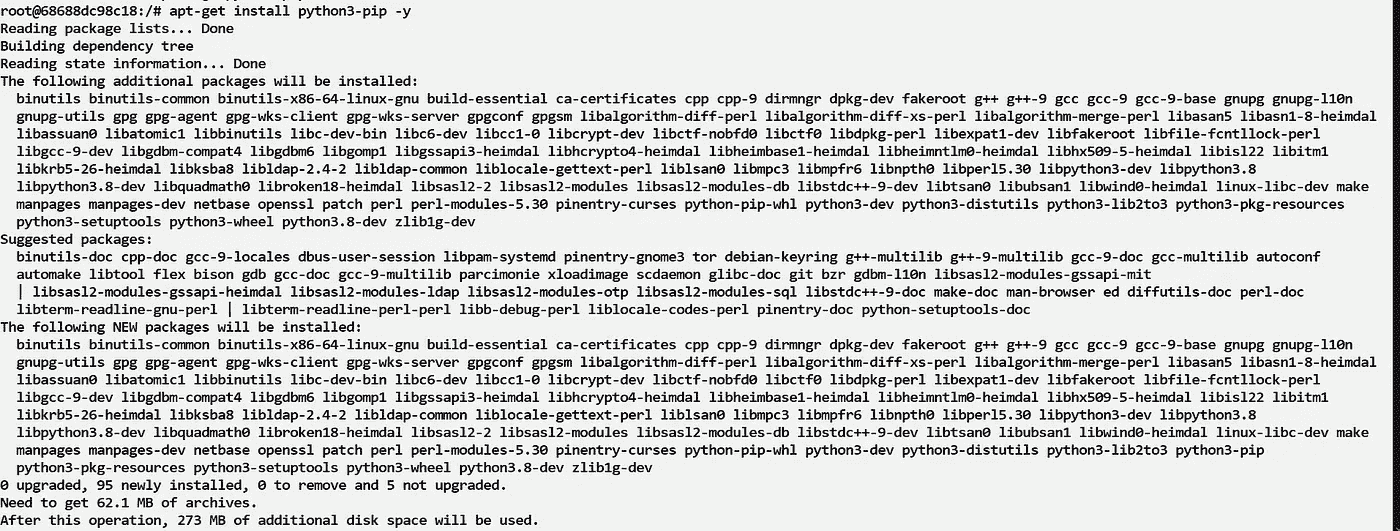 root@68688dc98c18:/# apt-get install python3-pip -y
Reading package lists... Done
Building dependency tree
Reading state information... Done
The following additional packages will be installed:
  binutils binutils-common binutils-x86-64-linux-gnu build-essential ca-certificates cpp cpp-9 dirmngr dpkg-dev fakeroot g++ g++-9 gcc gcc-9 gcc-9-base gnupg gnupg-l10n
  gnupg-utils gpg gpg-agent gpg-wks-client gpg-wks-server gpgconf gpgsm libalgorithm-diff-perl libalgorithm-diff-xs-perl libalgorithm-merge-perl libasan5 libasn1-8-heimdal
  libassuan0 libatomic1 libbinutils libc-dev-bin libc6-dev libcc1-0 libcrypt-dev libctf-nobfd0 libctf0 libdpkg-perl libexpat1-dev libfakeroot libfile-fcntllock-perl
  libgcc-9-dev libgdbm-compat4 libgdbm6 libgomp1 libgssapi3-heimdal libhcrypto4-heimdal libheimbase1-heimdal libheimntlm0-heimdal libhx509-5-heimdal libisl22 libitm1
  libkrb5-26-heimdal libksba8 libldap-2.4-2 libldap-common liblocale-gettext-perl liblsan0 libmpc3 libmpfr6 libnpth0 libperl5.30 libpython3-dev libpython3.8
  libpython3.8-dev libquadmath0 libroken18-heimdal libsasl2-2 libsasl2-modules libsasl2-modules-db libstdc++-9-dev libtsan0 libubsan1 libwind0-heimdal linux-libc-dev make
  manpages manpages-dev netbase openssl patch perl perl-modules-5.30 pinentry-curses python-pip-whl python3-dev python3-distutils python3-lib2to3 python3-pkg-resources
  python3-setuptools python3-wheel python3.8-dev zlib1g-dev
Suggested packages:
  binutils-doc cpp-doc gcc-9-locales dbus-user-session libpam-systemd pinentry-gnome3 tor debian-keyring g++-multilib g++-9-multilib gcc-9-doc gcc-multilib autoconf
  automake libtool flex bison gdb gcc-doc gcc-9-multilib parcimonie xloadimage scdaemon glibc-doc git bzr gdbm-l10n libsasl2-modules-gssapi-mit
  | libsasl2-modules-gssapi-heimdal libsasl2-modules-ldap libsasl2-modules-otp libsasl2-modules-sql libstdc++-9-doc make-doc man-browser ed diffutils-doc perl-doc
  libterm-readline-gnu-perl | libterm-readline-perl-perl libb-debug-perl liblocale-codes-perl pinentry-doc python-setuptools-doc
The following NEW packages will be installed:
  binutils binutils-common binutils-x86-64-linux-gnu build-essential ca-certificates cpp cpp-9 dirmngr dpkg-dev fakeroot g++ g++-9 gcc gcc-9 gcc-9-base gnupg gnupg-l10n
  gnupg-utils gpg gpg-agent gpg-wks-client gpg-wks-server gpgconf gpgsm libalgorithm-diff-perl libalgorithm-diff-xs-perl libalgorithm-merge-perl libasan5 libasn1-8-heimdal
  libassuan0 libatomic1 libbinutils libc-dev-bin libc6-dev libcc1-0 libcrypt-dev libctf-nobfd0 libctf0 libdpkg-perl libexpat1-dev libfakeroot libfile-fcntllock-perl
  libgcc-9-dev libgdbm-compat4 libgdbm6 libgomp1 libgssapi3-heimdal libhcrypto4-heimdal libheimbase1-heimdal libheimntlm0-heimdal libhx509-5-heimdal libisl22 libitm1
  libkrb5-26-heimdal libksba8 libldap-2.4-2 libldap-common liblocale-gettext-perl liblsan0 libmpc3 libmpfr6 libnpth0 libperl5.30 libpython3-dev libpython3.8
  libpython3.8-dev libquadmath0 libroken18-heimdal libsasl2-2 libsasl2-modules libsasl2-modules-db libstdc++-9-dev libtsan0 libubsan1 libwind0-heimdal linux-libc-dev make
  manpages manpages-dev netbase openssl patch perl perl-modules-5.30 pinentry-curses python-pip-whl python3-dev python3-distutils python3-lib2to3 python3-pip
  python3-pkg-resources python3-setuptools python3-wheel python3.8-dev zlib1g-dev
0 upgraded, 95 newly installed, 0 to remove and 5 not upgraded.
Need to get 62.1 MB of archives.
After this operation, 273 MB of additional disk space will be used.